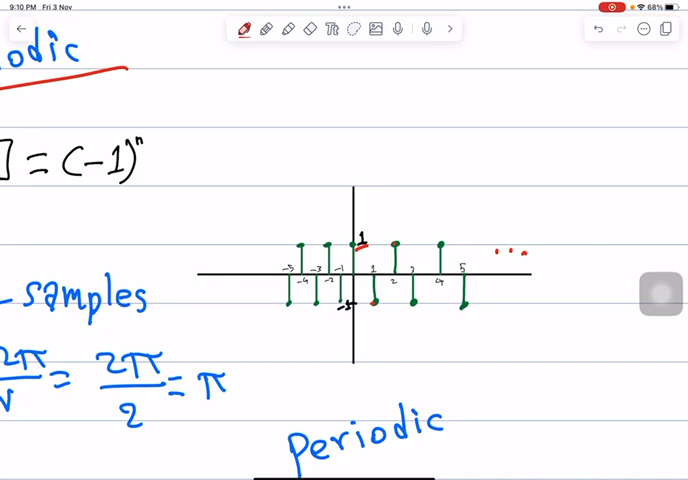 9:10 PM Fri 3 Nov
68%
Tt
odic
] = (-1)ⁿ
1
-5 -4 -3 -2 -1 1 2 3 4 5
...
-1
- samples
2π = 2π/2 = π
periodic